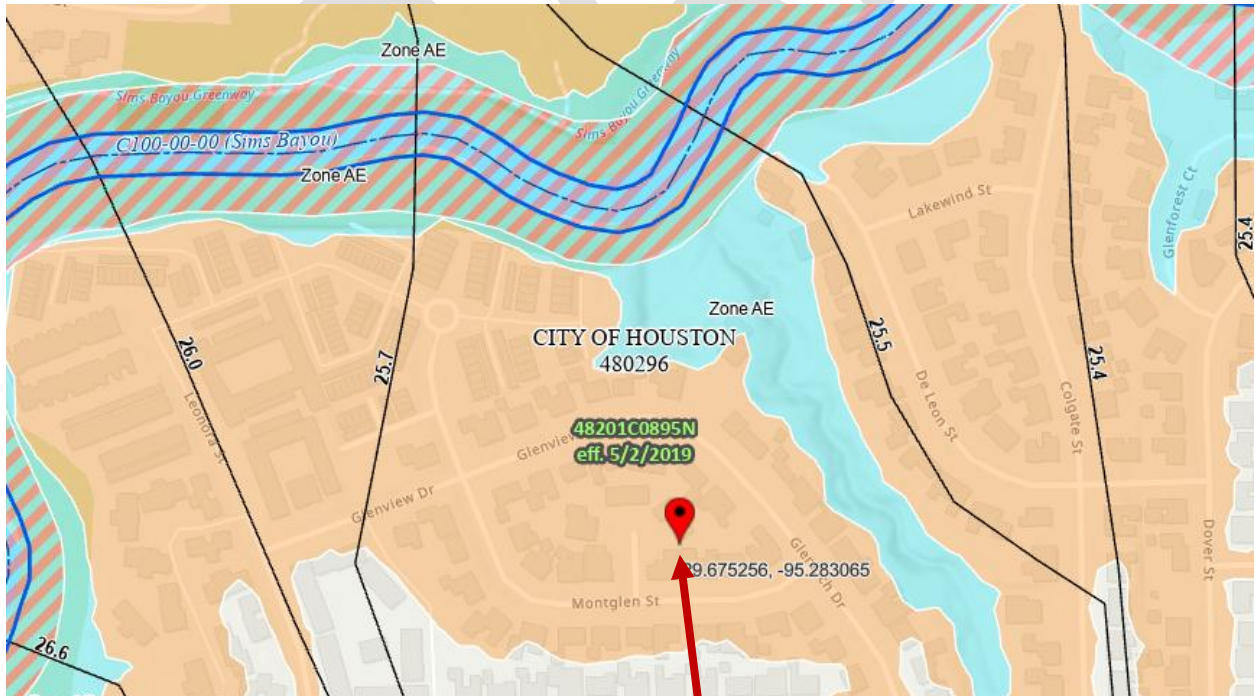 Zone AE
Sims Bayou Greenway
Sims Bayou Greenway
C100-00-00 (Sims Bayou)
Zone AE
Lakewind St
Glenforest Ct
25.4
Zone AE
CITY OF HOUSTON
480296
25.5
26.0
25.7
25.4
Leonora St
De Leon St
Colgate St
48201C0895N
eff. 5/2/2019
Glenview
Glenview Dr
Dover St
9.675256, -95.283065
Dr
Montglen St
26.6